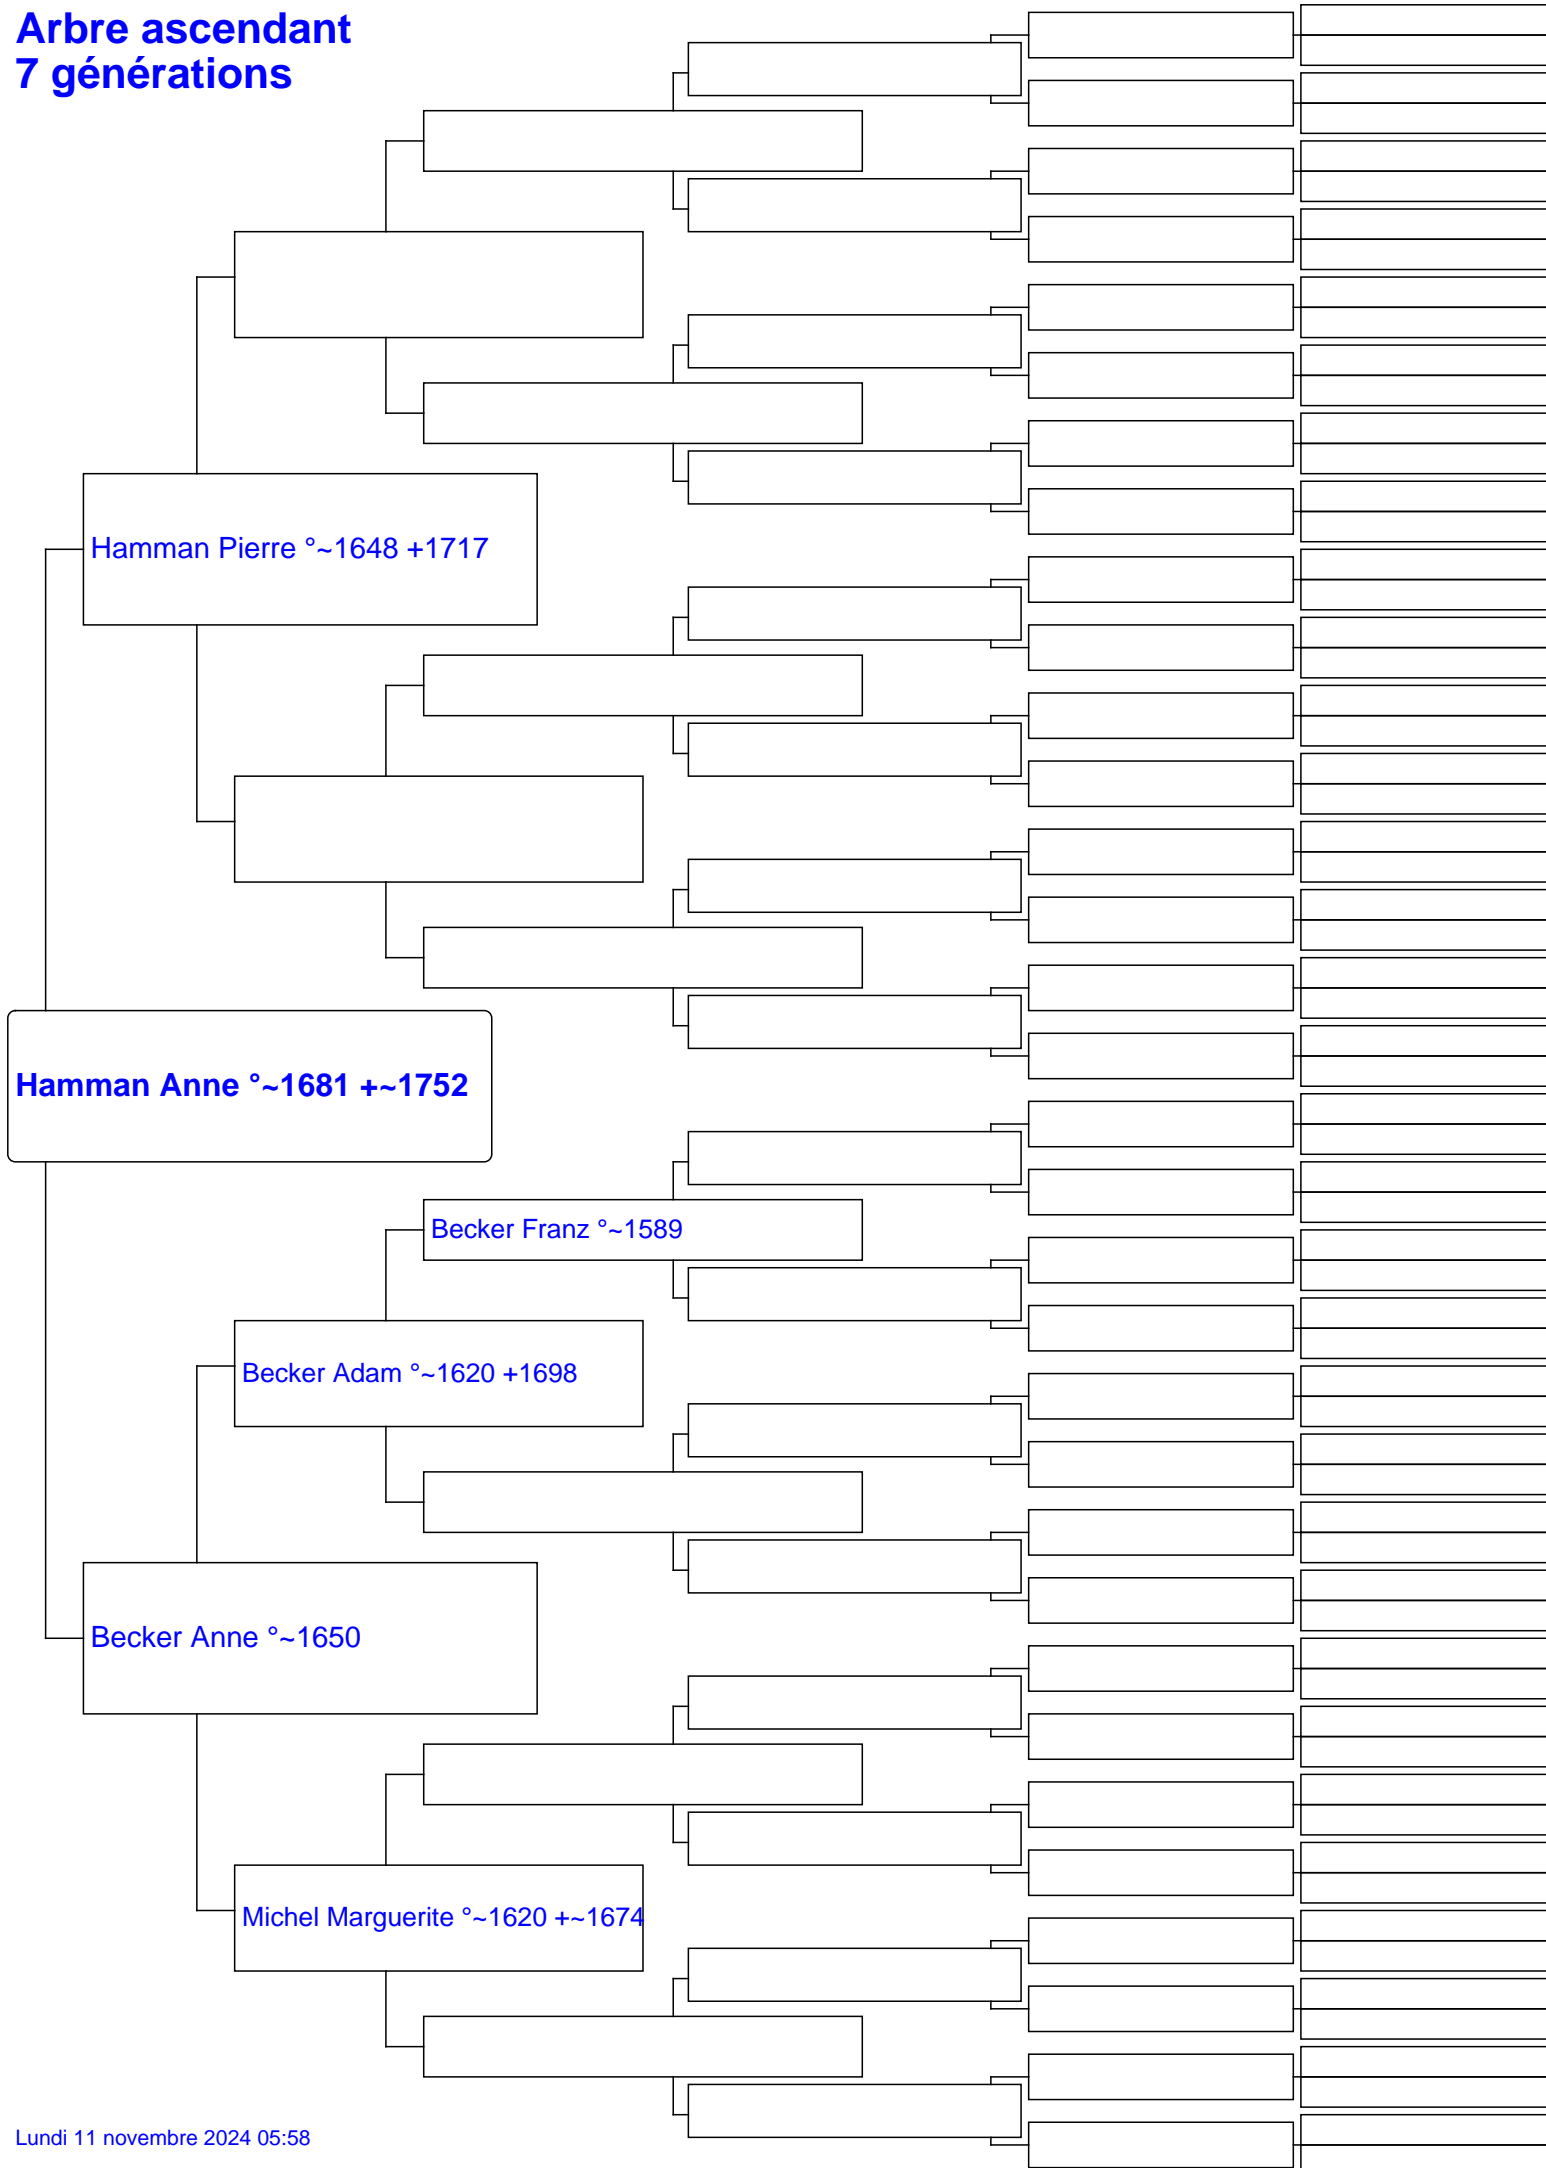 Arbre ascendant
7 générations
Hamman Pierre °~1648 +1717
Hamman Anne °~1681 +~1752
Becker Franz °~1589
Becker Adam °~1620 +1698
Becker Anne °~1650
Michel Marguerite °~1620 +~1674
Lundi 11 novembre 2024 05:58